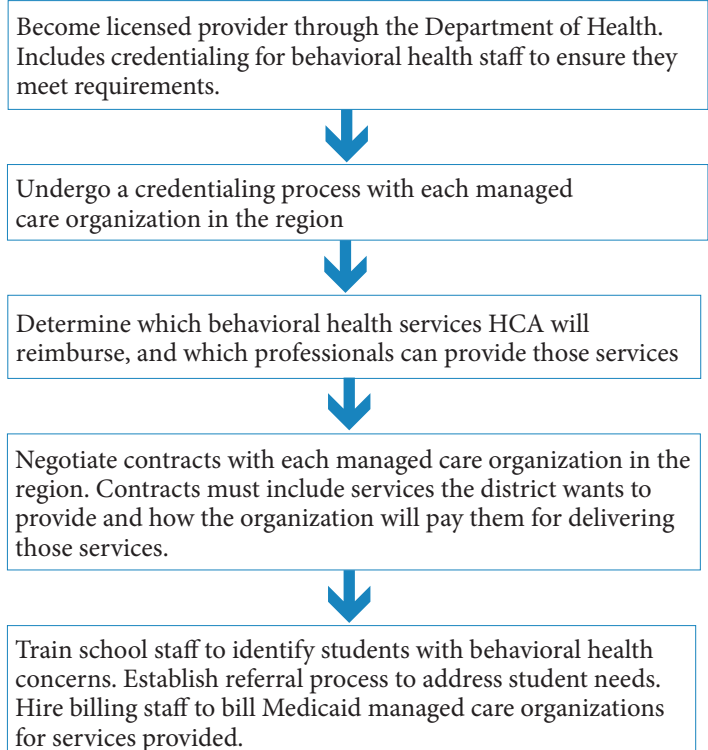 Become licensed provider through the Department of Health.
Includes credentialing for behavioral health staff to ensure they
meet requirements.
Undergo a credentialing process with each managed
care organization in the region
Determine which behavioral health services HCA will
reimburse, and which professionals can provide those services
Negotiate contracts with each managed care organization in the
region. Contracts must include services the district wants to
provide and how the organization will pay them for delivering
those services.
Train school staff to identify students with behavioral health
concerns. Establish referral process to address student needs.
Hire billing staff to bill Medicaid managed care organizations
for services provided.